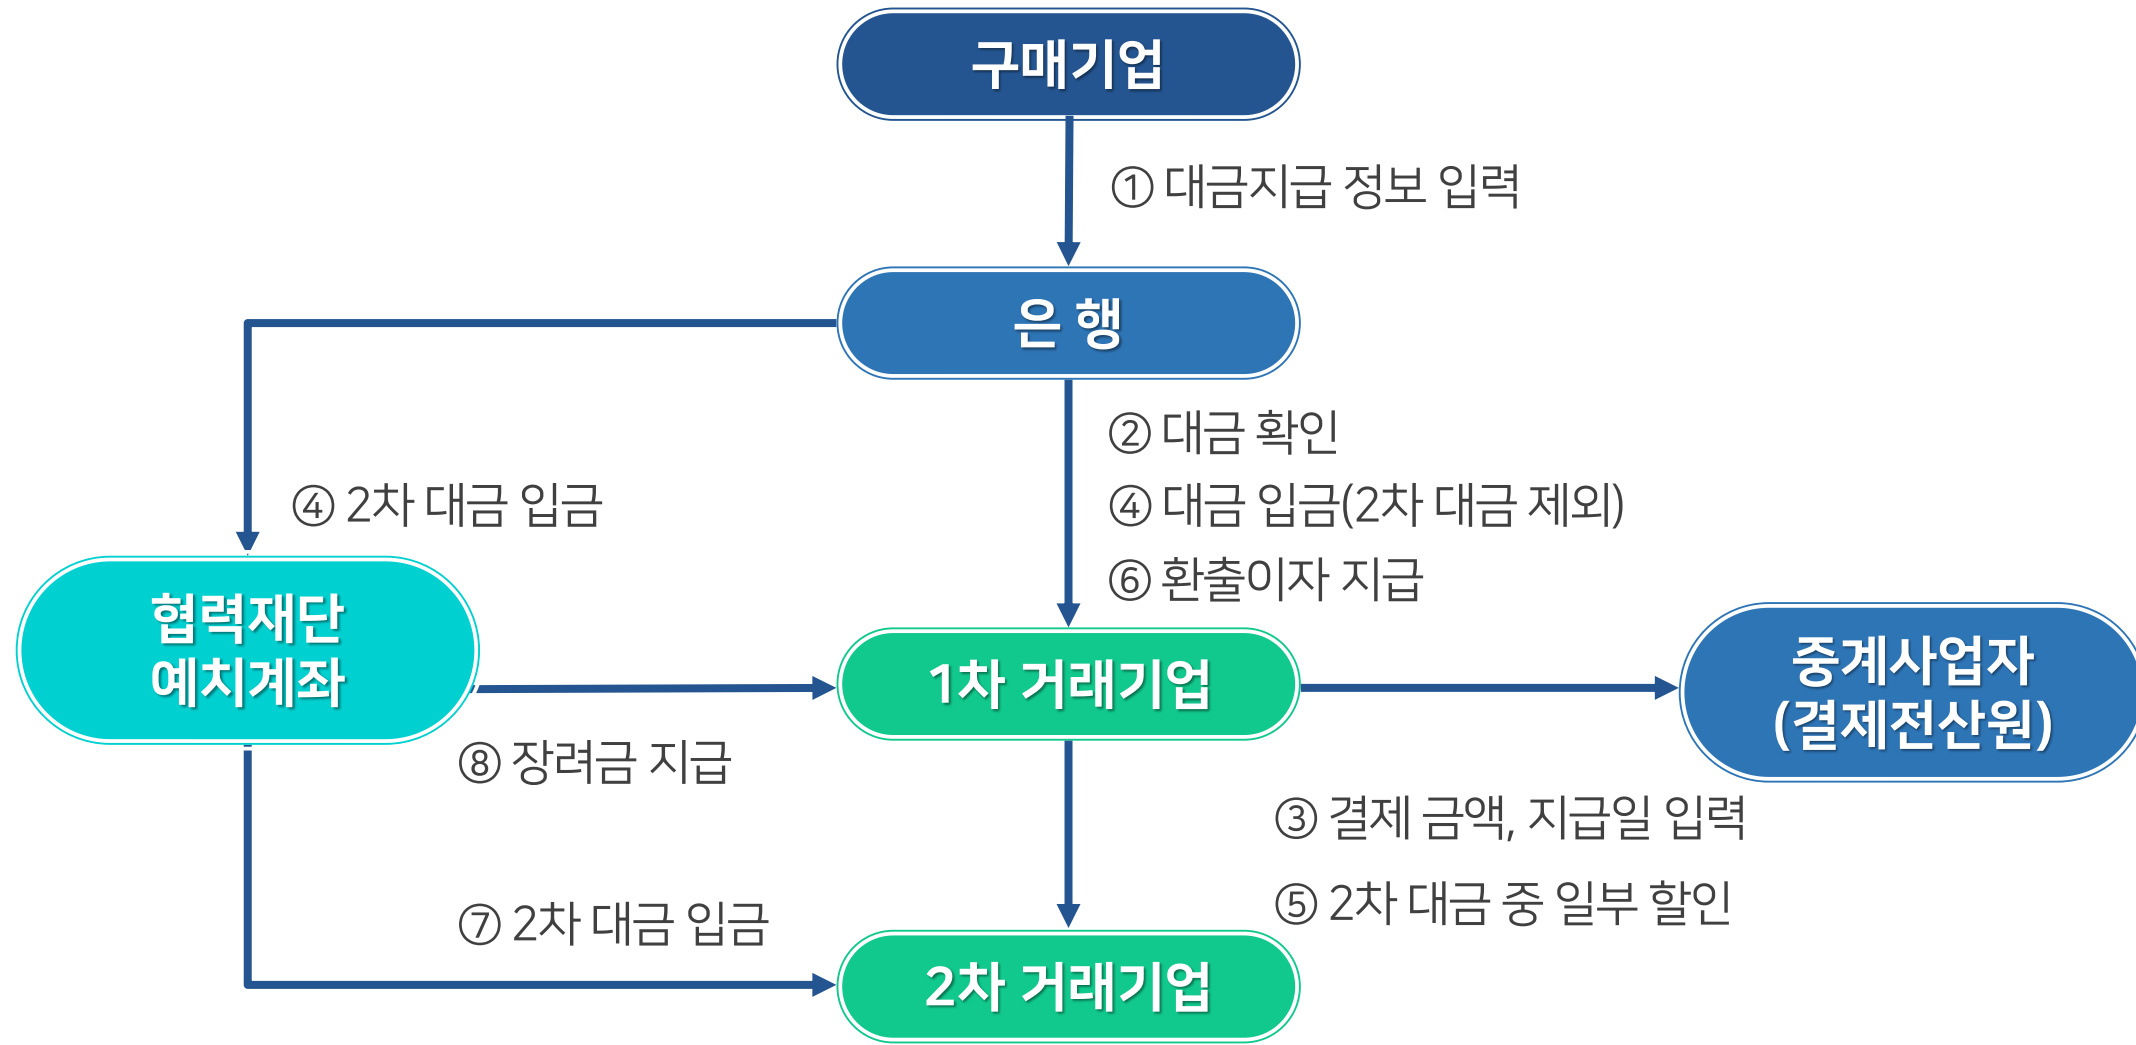 구매기업
① 대금지급 정보 입력
은 행
② 대금 확인
④ 2차 대금 입금
④ 대금 입금(2차 대금 제외)
⑥ 환출이자 지급
협력재단
예치계좌
1차 거래기업
중계사업자
(결제전산원)
⑧ 장려금 지급
③ 결제 금액, 지급일 입력
⑤ 2차 대금 중 일부 할인
⑦ 2차 대금 입금
2차 거래기업